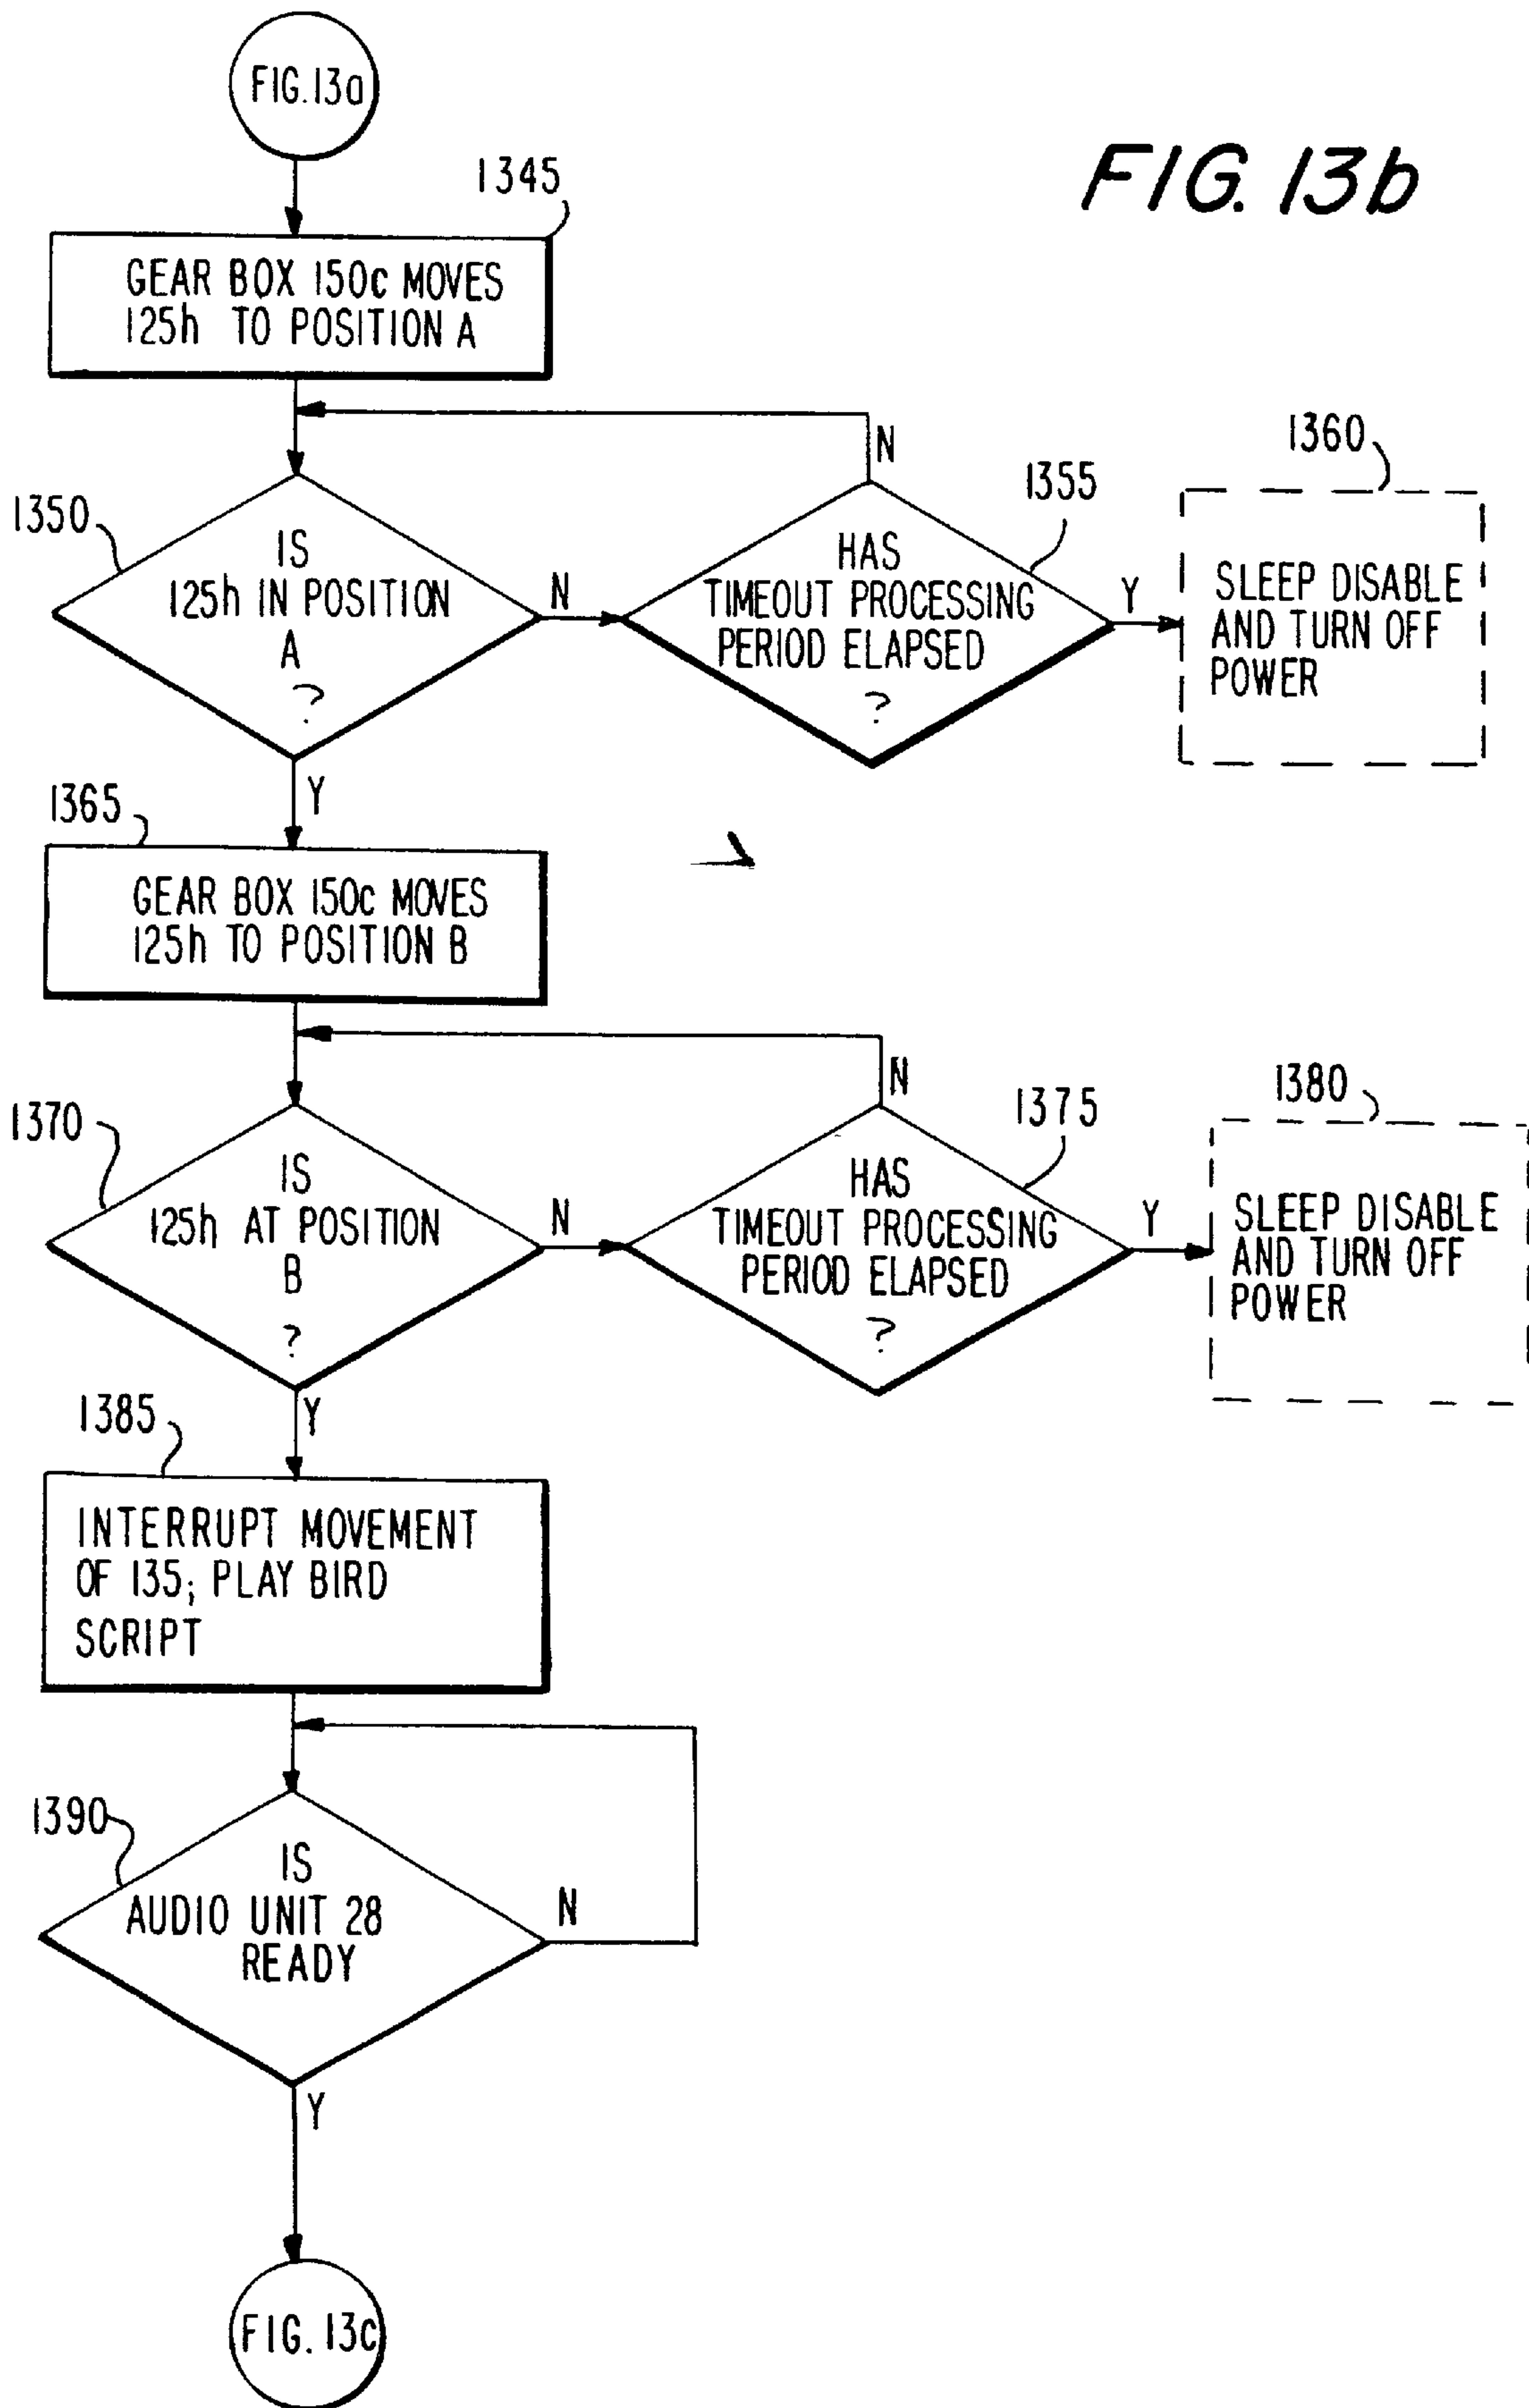 FIG. 13a
FIG. 13b
1345
GEAR BOX 150c MOVES
125h TO POSITION A
N
1360
1350
1355
IS
125h IN POSITION
A
?
N
HAS
TIMEOUT PROCESSING
PERIOD ELAPSED
?
Y
SLEEP DISABLE
AND TURN OFF
POWER
Y
1365
GEAR BOX 150c MOVES
125h TO POSITION B
N
1380
1370
1375
IS
125h AT POSITION
B
?
N
HAS
TIMEOUT PROCESSING
PERIOD ELAPSED
?
Y
SLEEP DISABLE
AND TURN OFF
POWER
Y
1385
INTERRUPT MOVEMENT
OF 135; PLAY BIRD
SCRIPT
1390
IS
AUDIO UNIT 28
READY
N
Y
FIG. 13c